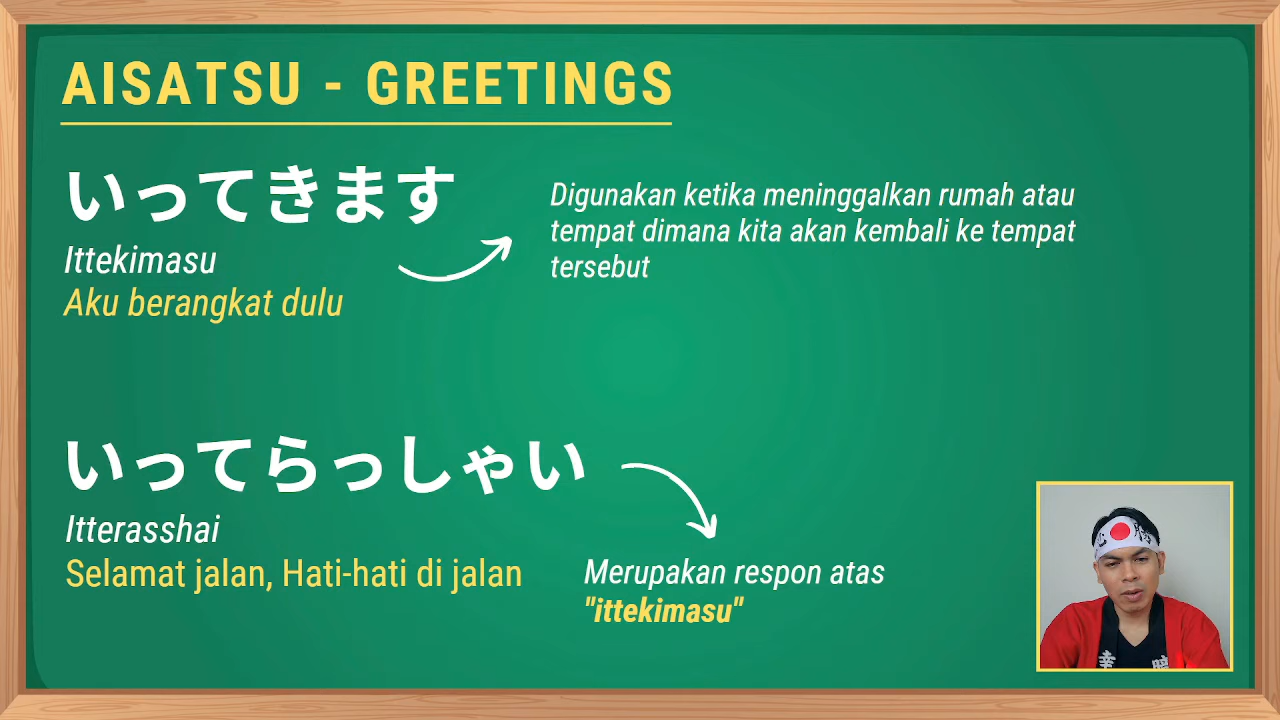 AISATSU - GREETINGS
いってきます
Ittekimasu
Aku berangkat dulu
Digunakan ketika meninggalkan rumah atau
tempat dimana kita akan kembali ke tempat
tersebut
いってらっしゃい
Itterasshai
Selamat jalan, Hati-hati di jalan
Merupakan respon atas
"ittekimasu"